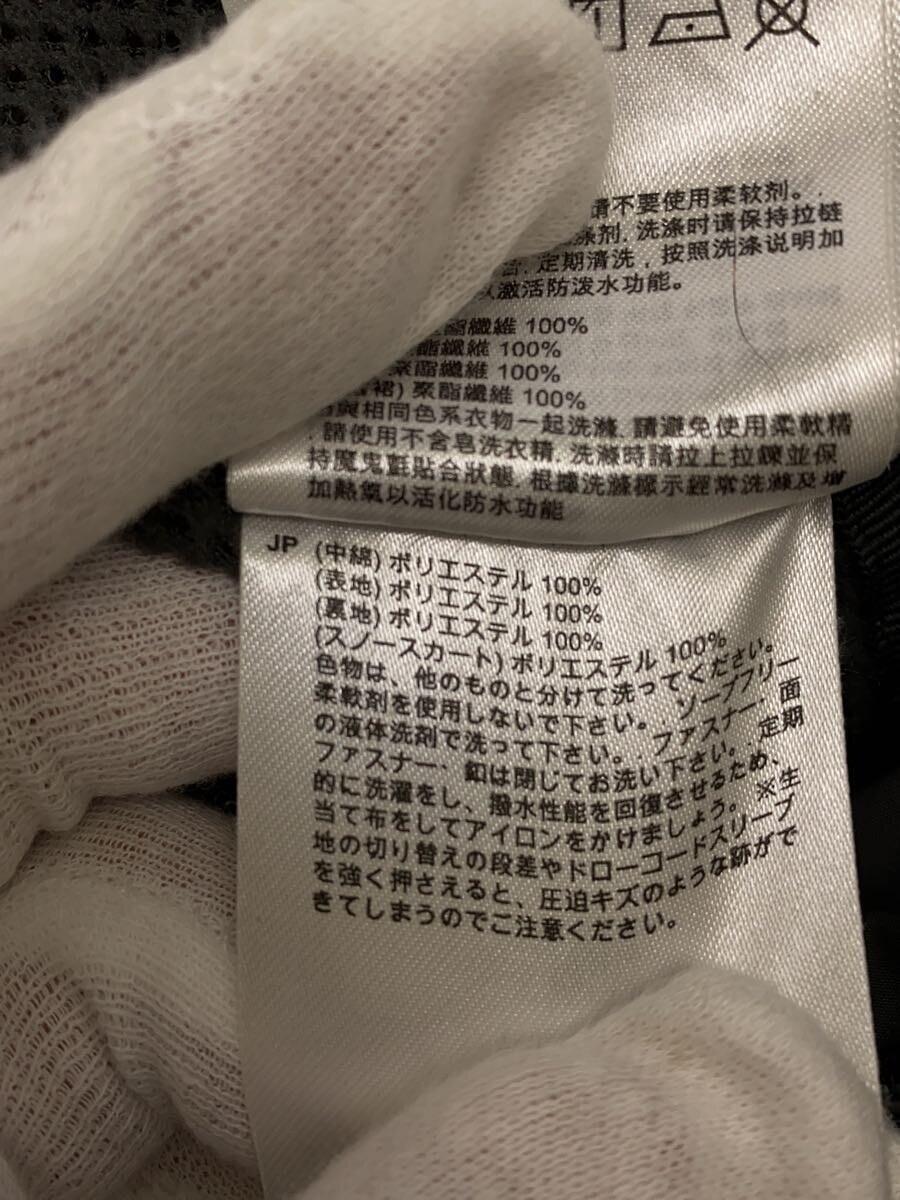 请不要使用柔软剂。
洗涤时请保持拉链
定期清洗，按照洗涤说明加
激活防泼水功能。
纖維 100%
酯纖維 100%
聚酯纖維 100%
裙) 聚酯纖維 100%
與相同色系衣物一起洗滌. 請避免使用柔軟精
. 請使用不含皂洗衣精. 洗滌時請拉上拉鍊並保
持魔鬼氈貼合狀態. 根據洗滌標示經常洗滌及增
加熱氣以活化防水功能
JP (中綿) ポリエステル 100%
(表地) ポリエステル 100%
(裏地) ポリエステル 100%
(スノースカート) ポリエステル 100%
色物は、他のものと分けて洗ってください。
柔軟剤を使用しないで下さい。. ソープフリー
の液体洗剤で洗って下さい。. ファスナー・面
ファスナー・釦は閉じてお洗い下さい。. 定期
的に洗濯をし、撥水性能を回復させるため、
当て布をしてアイロンをかけましょう。※生
地の切り替えの段差やドローコードスリーブ
を強く押さえると、圧迫キズのような跡がで
きてしまうのでご注意ください。